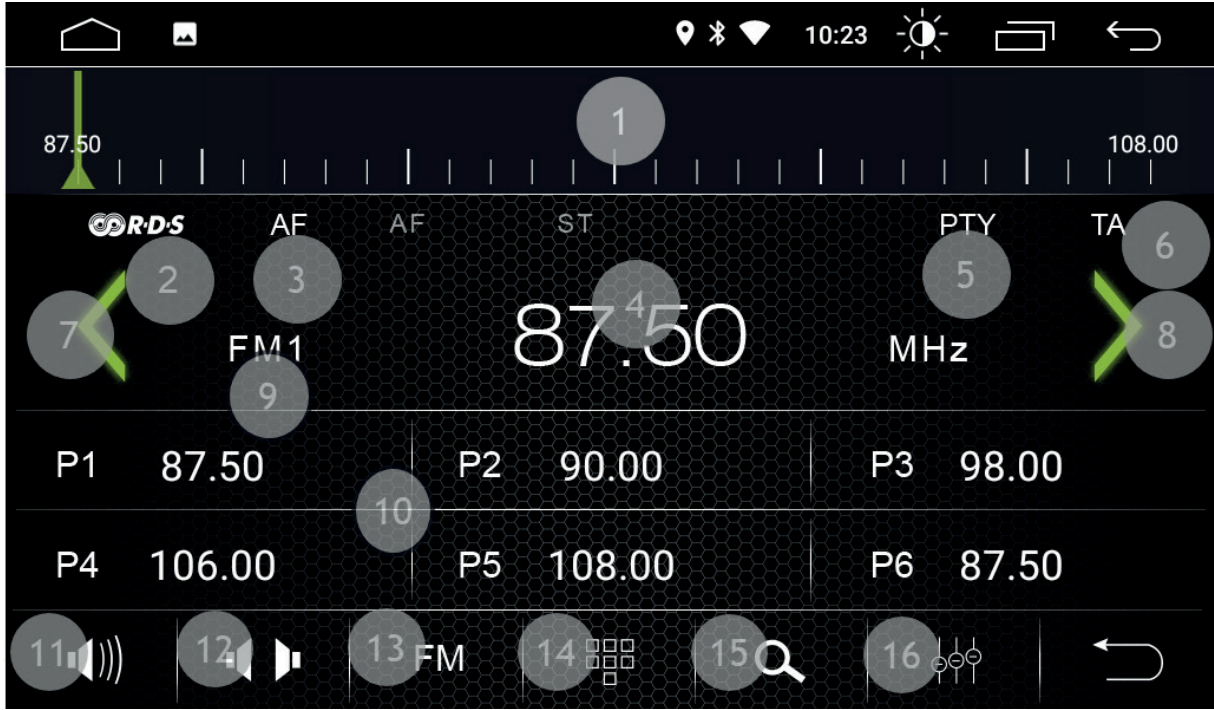 10:23
1
87.50 108.00
R·D·S AF AF ST PTY TA
2 3 4 5 6
7 8
FM1 87.50 MHz
9
P1 87.50 P2 90.00 P3 98.00
10
P4 106.00 P5 108.00 P6 87.50
11 12 13 FM 14 15 16